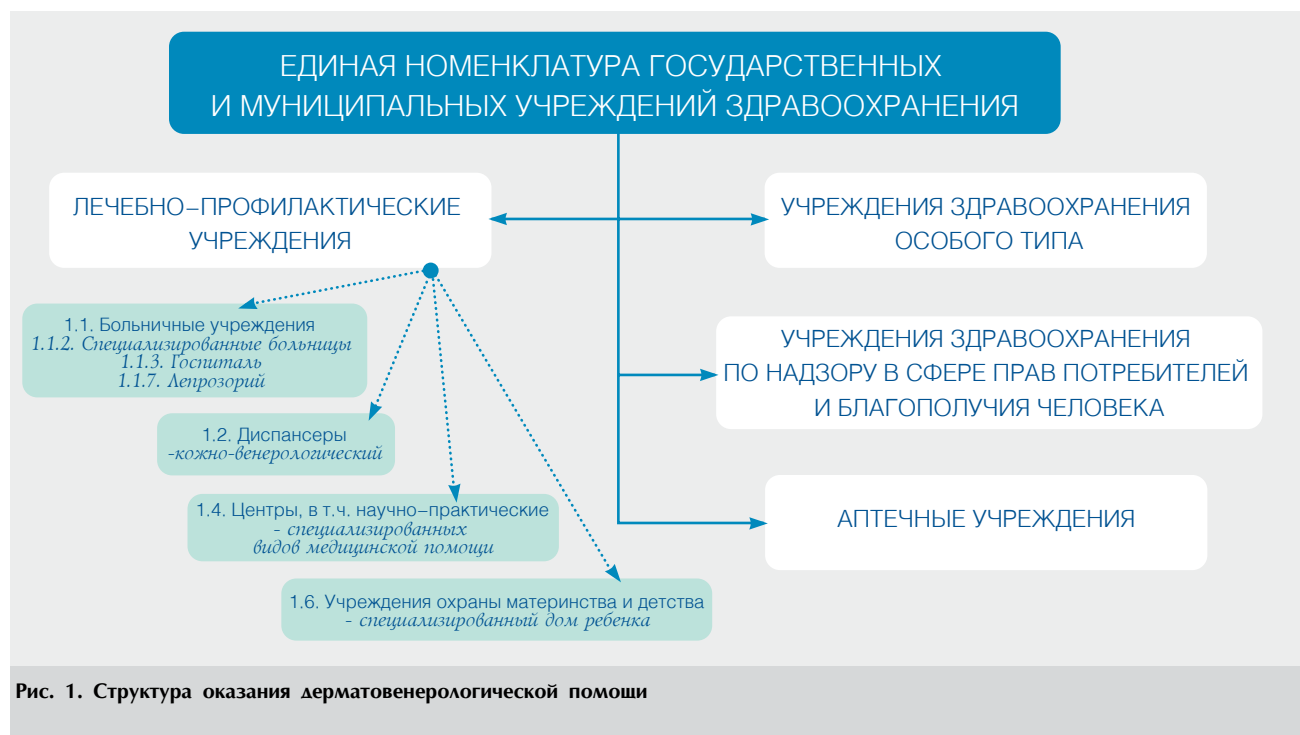 ЕДИНАЯ НОМЕНКЛАТУРА ГОСУДАРСТВЕННЫХ
И МУНИЦИПАЛЬНЫХ УЧРЕЖДЕНИЙ ЗДРАВООХРАНЕНИЯ
ЛЕЧЕБНО–ПРОФИЛАКТИЧЕСКИЕ
УЧРЕЖДЕНИЯ
УЧРЕЖДЕНИЯ ЗДРАВООХРАНЕНИЯ
ОСОБОГО ТИПА
1.1. Больничные учреждения
1.1.2. Специализированные больницы
1.1.3. Госпиталь
1.1.7. Лепрозорий
УЧРЕЖДЕНИЯ ЗДРАВООХРАНЕНИЯ
ПО НАДЗОРУ В СФЕРЕ ПРАВ ПОТРЕБИТЕЛЕЙ
И БЛАГОПОЛУЧИЯ ЧЕЛОВЕКА
1.2. Диспансеры
-кожно-венерологический
1.4. Центры, в т.ч. научно–практические
- специализированных
видов медицинской помощи
АПТЕЧНЫЕ УЧРЕЖДЕНИЯ
1.6. Учреждения охраны материнства и детства
- специализированный дом ребенка
Рис. 1. Структура оказания дерматовенерологической помощи